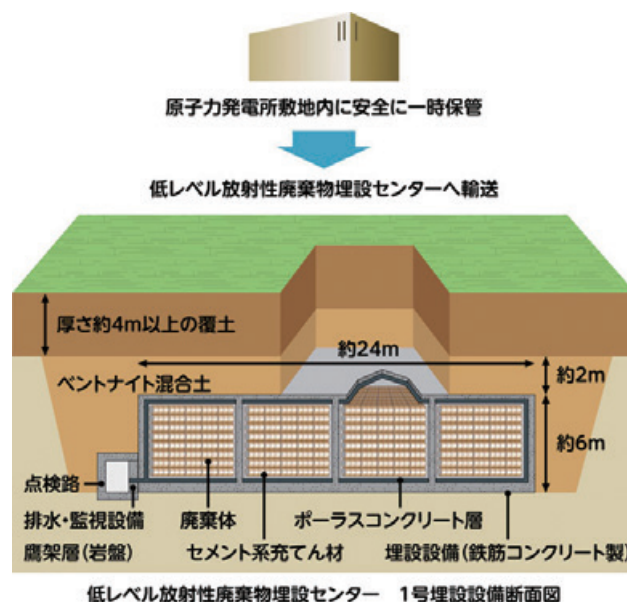 原子力発電所敷地内に安全に一時保管
低レベル放射性廃棄物埋設センターへ輸送
厚さ約4m以上の覆土
約24m
ベントナイト混合土
約2m
約6m
点検路
排水・監視設備
廃棄体
ポーラスコンクリート層
鷹架層(岩盤)
セメント系充てん材
埋設設備(鉄筋コンクリート製)
低レベル放射性廃棄物埋設センター　1号埋設設備断面図